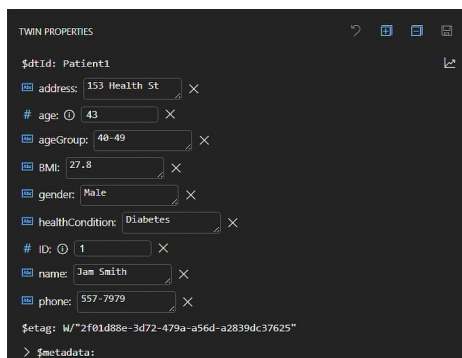 TWIN PROPERTIES
$dtId: Patient1
address: 153 Health St
# age: 43
ageGroup: 40-49
BMI: 27.8
gender: Male
healthCondition: Diabetes
# ID: 1
name: Jam Smith
phone: 557-7979
$etag: W/"2f01d88e-3d72-479a-a56d-a2839dc37625"
> $metadata: